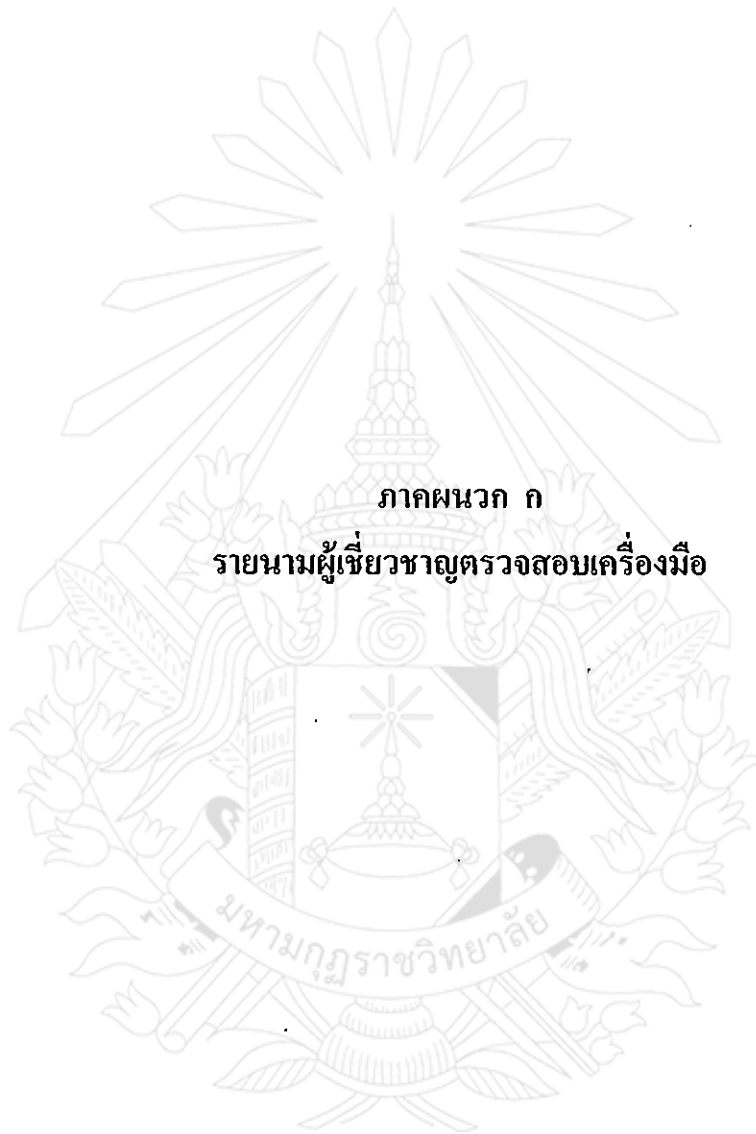 ภาคผนวก ก
รายนามผู้เชี่ยวชาญตรวจสอบเครื่องมือ
มหามกุฏราชวิทยาลัย